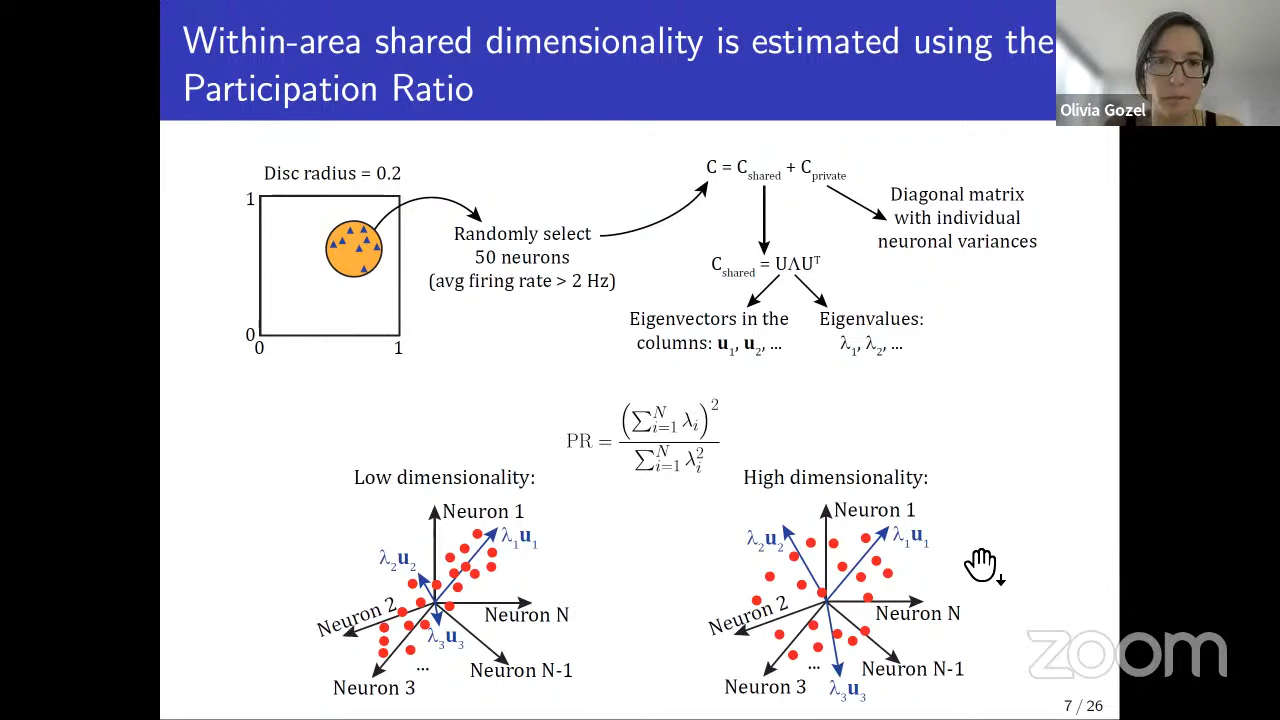 Within-area shared dimensionality is estimated using the
Participation Ratio
Olivia Gozel
Disc radius = 0.2
1
0
0
1
Randomly select
50 neurons
(avg firing rate > 2 Hz)
C = C_shared + C_private
Diagonal matrix
with individual
neuronal variances
C_shared = UΛU^T
Eigenvectors in the
columns: u_1, u_2, ...
Eigenvalues:
λ_1, λ_2, ...
PR = (∑_{i=1}^N λ_i)^2 / ∑_{i=1}^N λ_i^2
Low dimensionality:
Neuron 1
λ_1u_1
λ_2u_2
Neuron 2
Neuron N
λ_3u_3
...
Neuron N-1
Neuron 3
High dimensionality:
Neuron 1
λ_2u_2
λ_1u_1
Neuron 2
Neuron N
...
Neuron N-1
Neuron 3
λ_3u_3
zoom
7 / 26